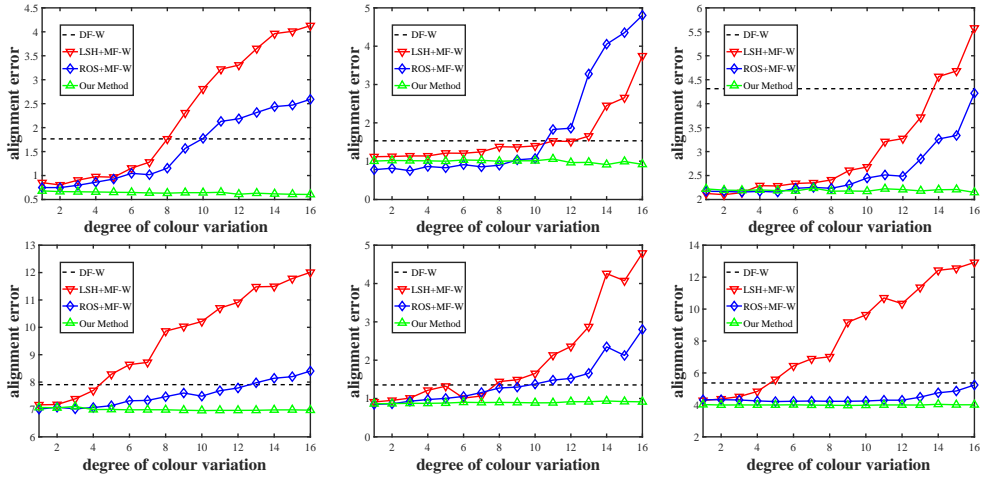 4.5
4
3.5
3
2.5
2
1.5
1
0.5
alignment error
DF-W
LSH+MF-W
ROS+MF-W
Our Method
2 4 6 8 10 12 14 16
degree of colour variation
5
4
3
2
1
0
alignment error
DF-W
LSH+MF-W
ROS+MF-W
Our Method
2 4 6 8 10 12 14 16
degree of colour variation
6
5.5
5
4.5
4
3.5
3
2.5
2
alignment error
DF-W
LSH+MF-W
ROS+MF-W
Our Method
2 4 6 8 10 12 14 16
degree of colour variation
13
12
11
10
9
8
7
6
alignment error
DF-W
LSH+MF-W
ROS+MF-W
Our Method
2 4 6 8 10 12 14 16
degree of colour variation
5
4
3
2
1
0
alignment error
DF-W
LSH+MF-W
ROS+MF-W
Our Method
2 4 6 8 10 12 14 16
degree of colour variation
14
12
10
8
6
4
2
alignment error
DF-W
LSH+MF-W
ROS+MF-W
Our Method
2 4 6 8 10 12 14 16
degree of colour variation